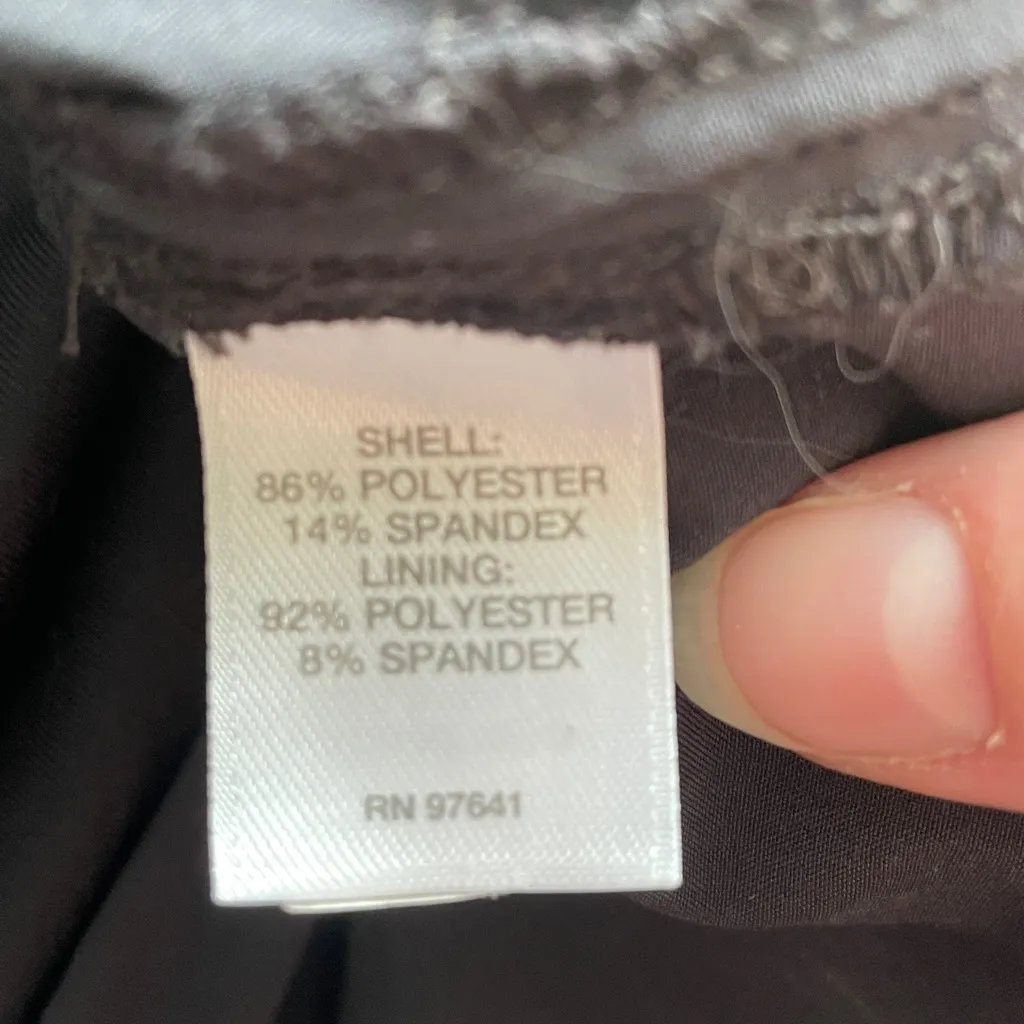 SHELL:
86% POLYESTER
14% SPANDEX
LINING:
92% POLYESTER
8% SPANDEX
RN 97641